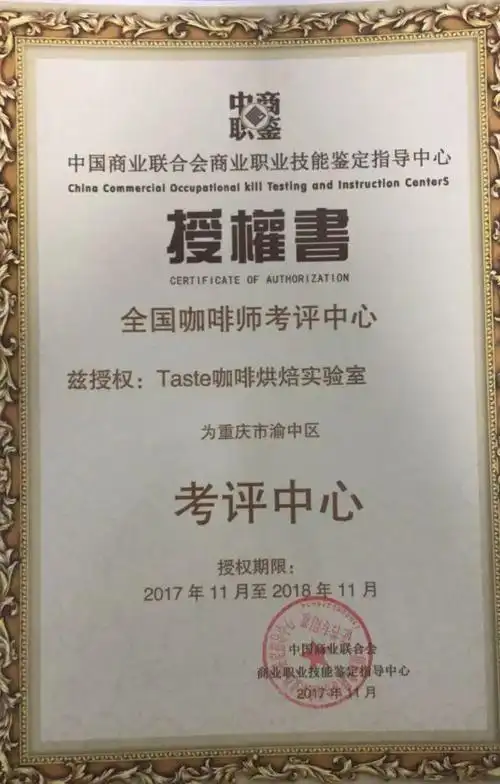 中商
职鉴
中国商业联合会商业职业技能鉴定指导中心
China Commercial Occupational kill Testing and Instruction CentarS
授權書
CERTIFICATE OF AUTHORIZATION
全国咖啡师考评中心
兹授权：Taste咖啡烘焙实验室
为重庆市渝中区
考评中心
授权期限：
2017 年 11 月至 2018 年 11 月
中国商业联合会
商业职业技能鉴定指导中心
2017年 11 月